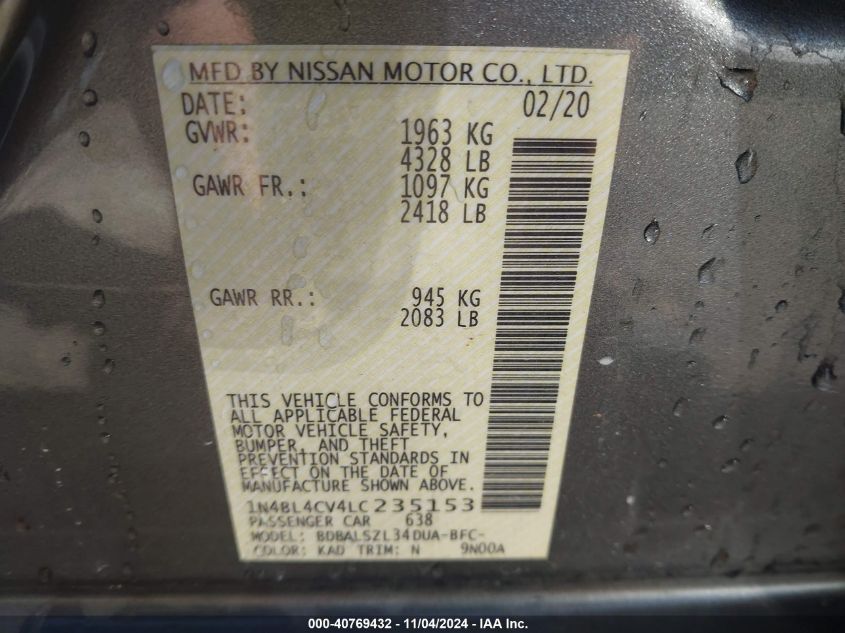 MFD BY NISSAN MOTOR CO., LTD.
DATE: 02/20
GVWR: 1963 KG
4328 LB
GAWR FR.: 1097 KG
2418 LB
GAWR RR.: 945 KG
2083 LB
THIS VEHICLE CONFORMS TO
ALL APPLICABLE FEDERAL
MOTOR VEHICLE SAFETY,
BUMPER, AND THEFT
PREVENTION STANDARDS IN
EFFECT ON THE DATE OF
MANUFACTURE SHOWN ABOVE.
1N4BL4CV4LC235153
PASSENGER CAR 638
MODEL: BDBALSZL34DUA-BFC-
COLOR: KAD TRIM: N 9N00A
000-40769432 - 11/04/2024 - IAA Inc.